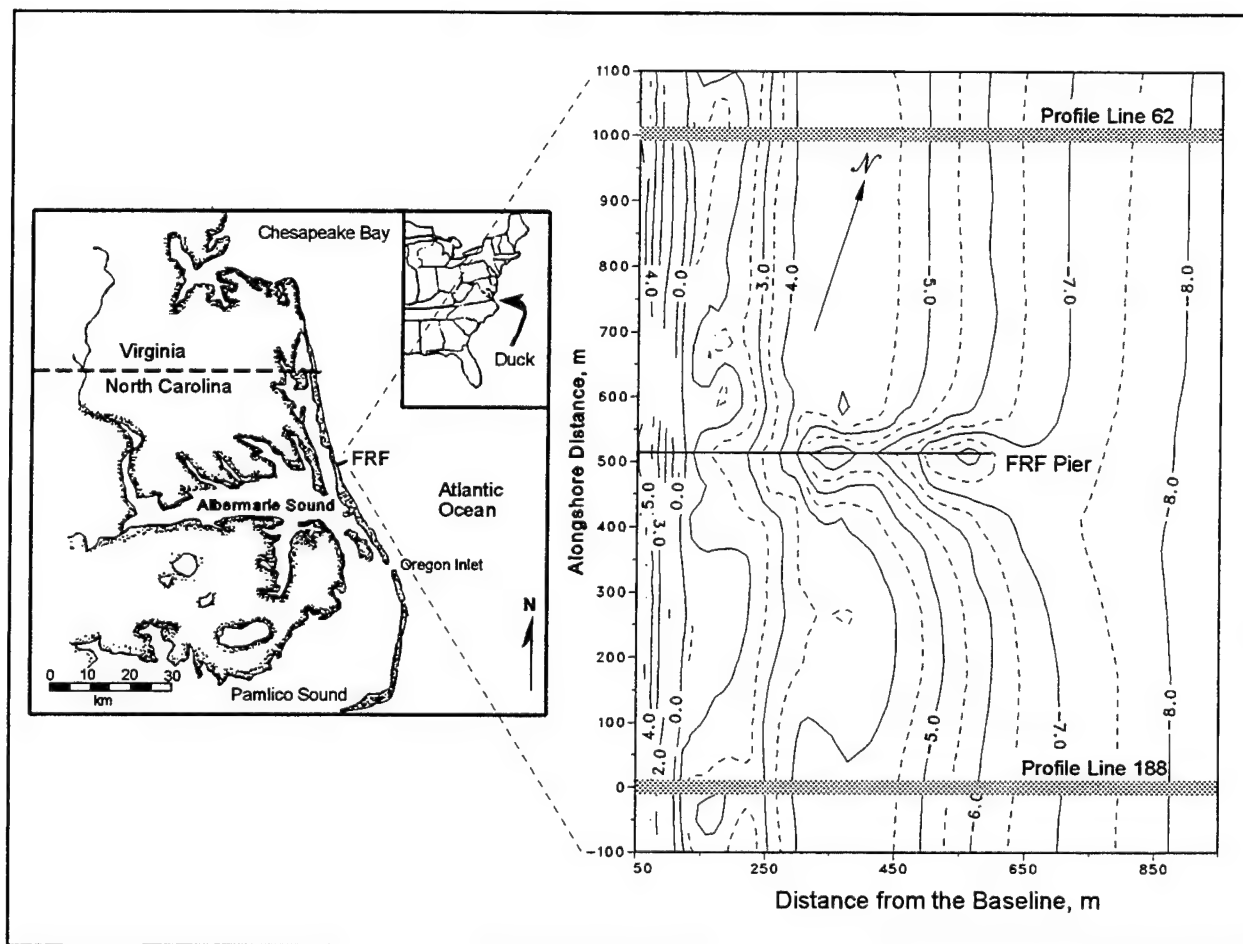 Chesapeake Bay
Virginia
North Carolina
Duck
FRF
Albermarle Sound
Atlantic
Ocean
Oregon Inlet
N
0 10 20 30
km
Pamlico Sound
Alongshore Distance, m
1100
1000
900
800
700
600
500
400
300
200
100
0
-100
Profile Line 62
N
4.0
0.0
-3.0
-4.0
-5.0
-7.0
-8.0
FRF Pier
5.0
3.0
0.0
-8.0
4.0
2.0
0.0
-5.0
-7.0
-8.0
Profile Line 188
-6.0
50 250 450 650 850
Distance from the Baseline, m